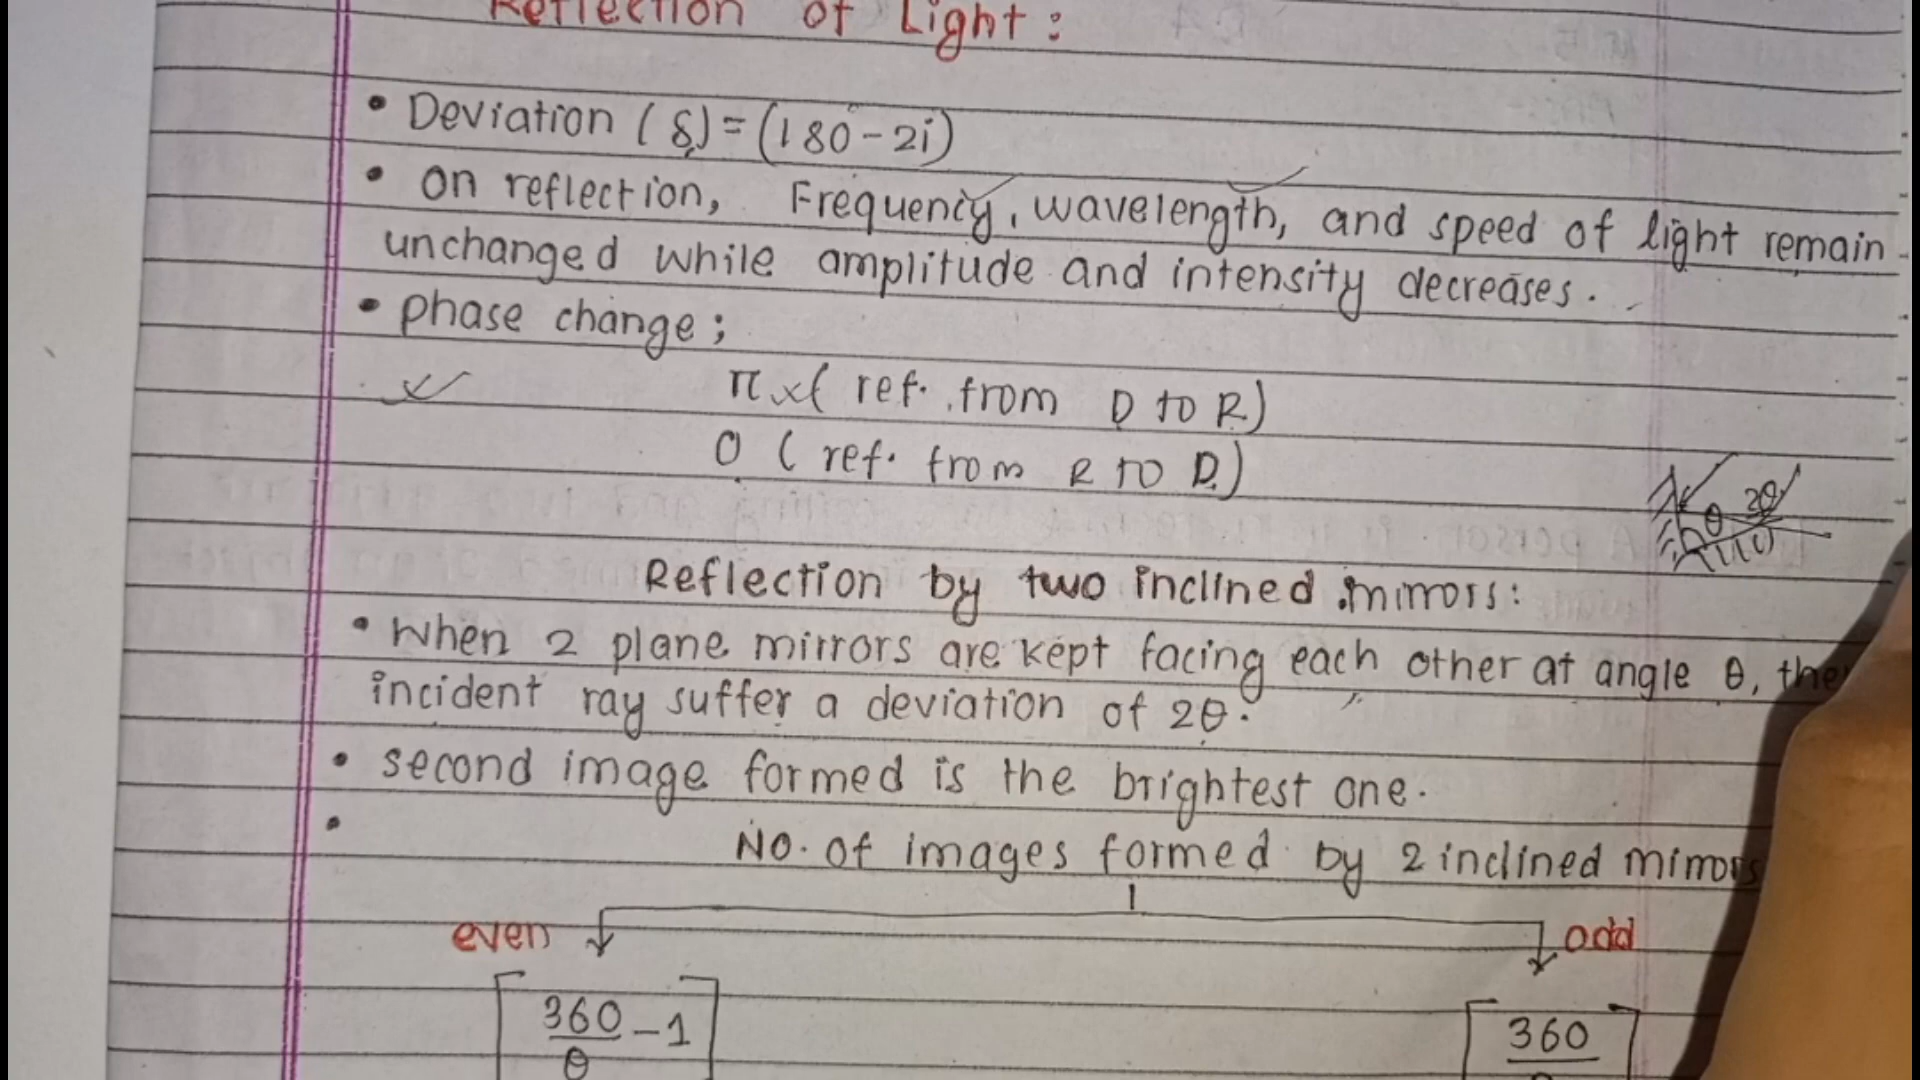 Reflection of Light:
• Deviation (δ) = (180° - 2i)
• on reflection, Frequency, wavelength, and speed of light remain
unchanged while amplitude and intensity decreases.
• phase change;
π (ref. from D to R)
0 (ref. from R to D)
θ 2θ
Reflection by two inclined mirrors:
• When 2 plane mirrors are kept facing each other at angle θ, the
incident ray suffer a deviation of 2θ.
• second image formed is the brightest one.
•
No. of images formed by 2 inclined mirrors
even odd
[360/θ - 1] [360